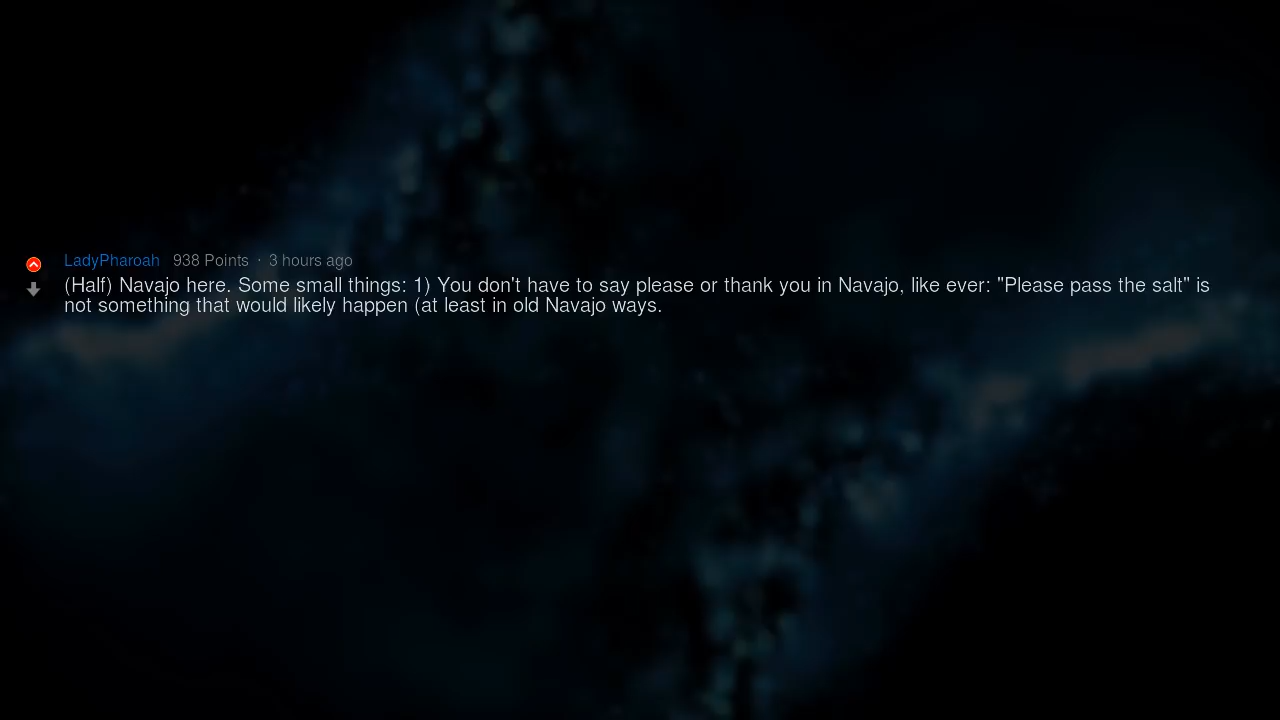 LadyPharoah 938 Points · 3 hours ago
(Half) Navajo here. Some small things: 1) You don't have to say please or thank you in Navajo, like ever: "Please pass the salt" is
not something that would likely happen (at least in old Navajo ways.